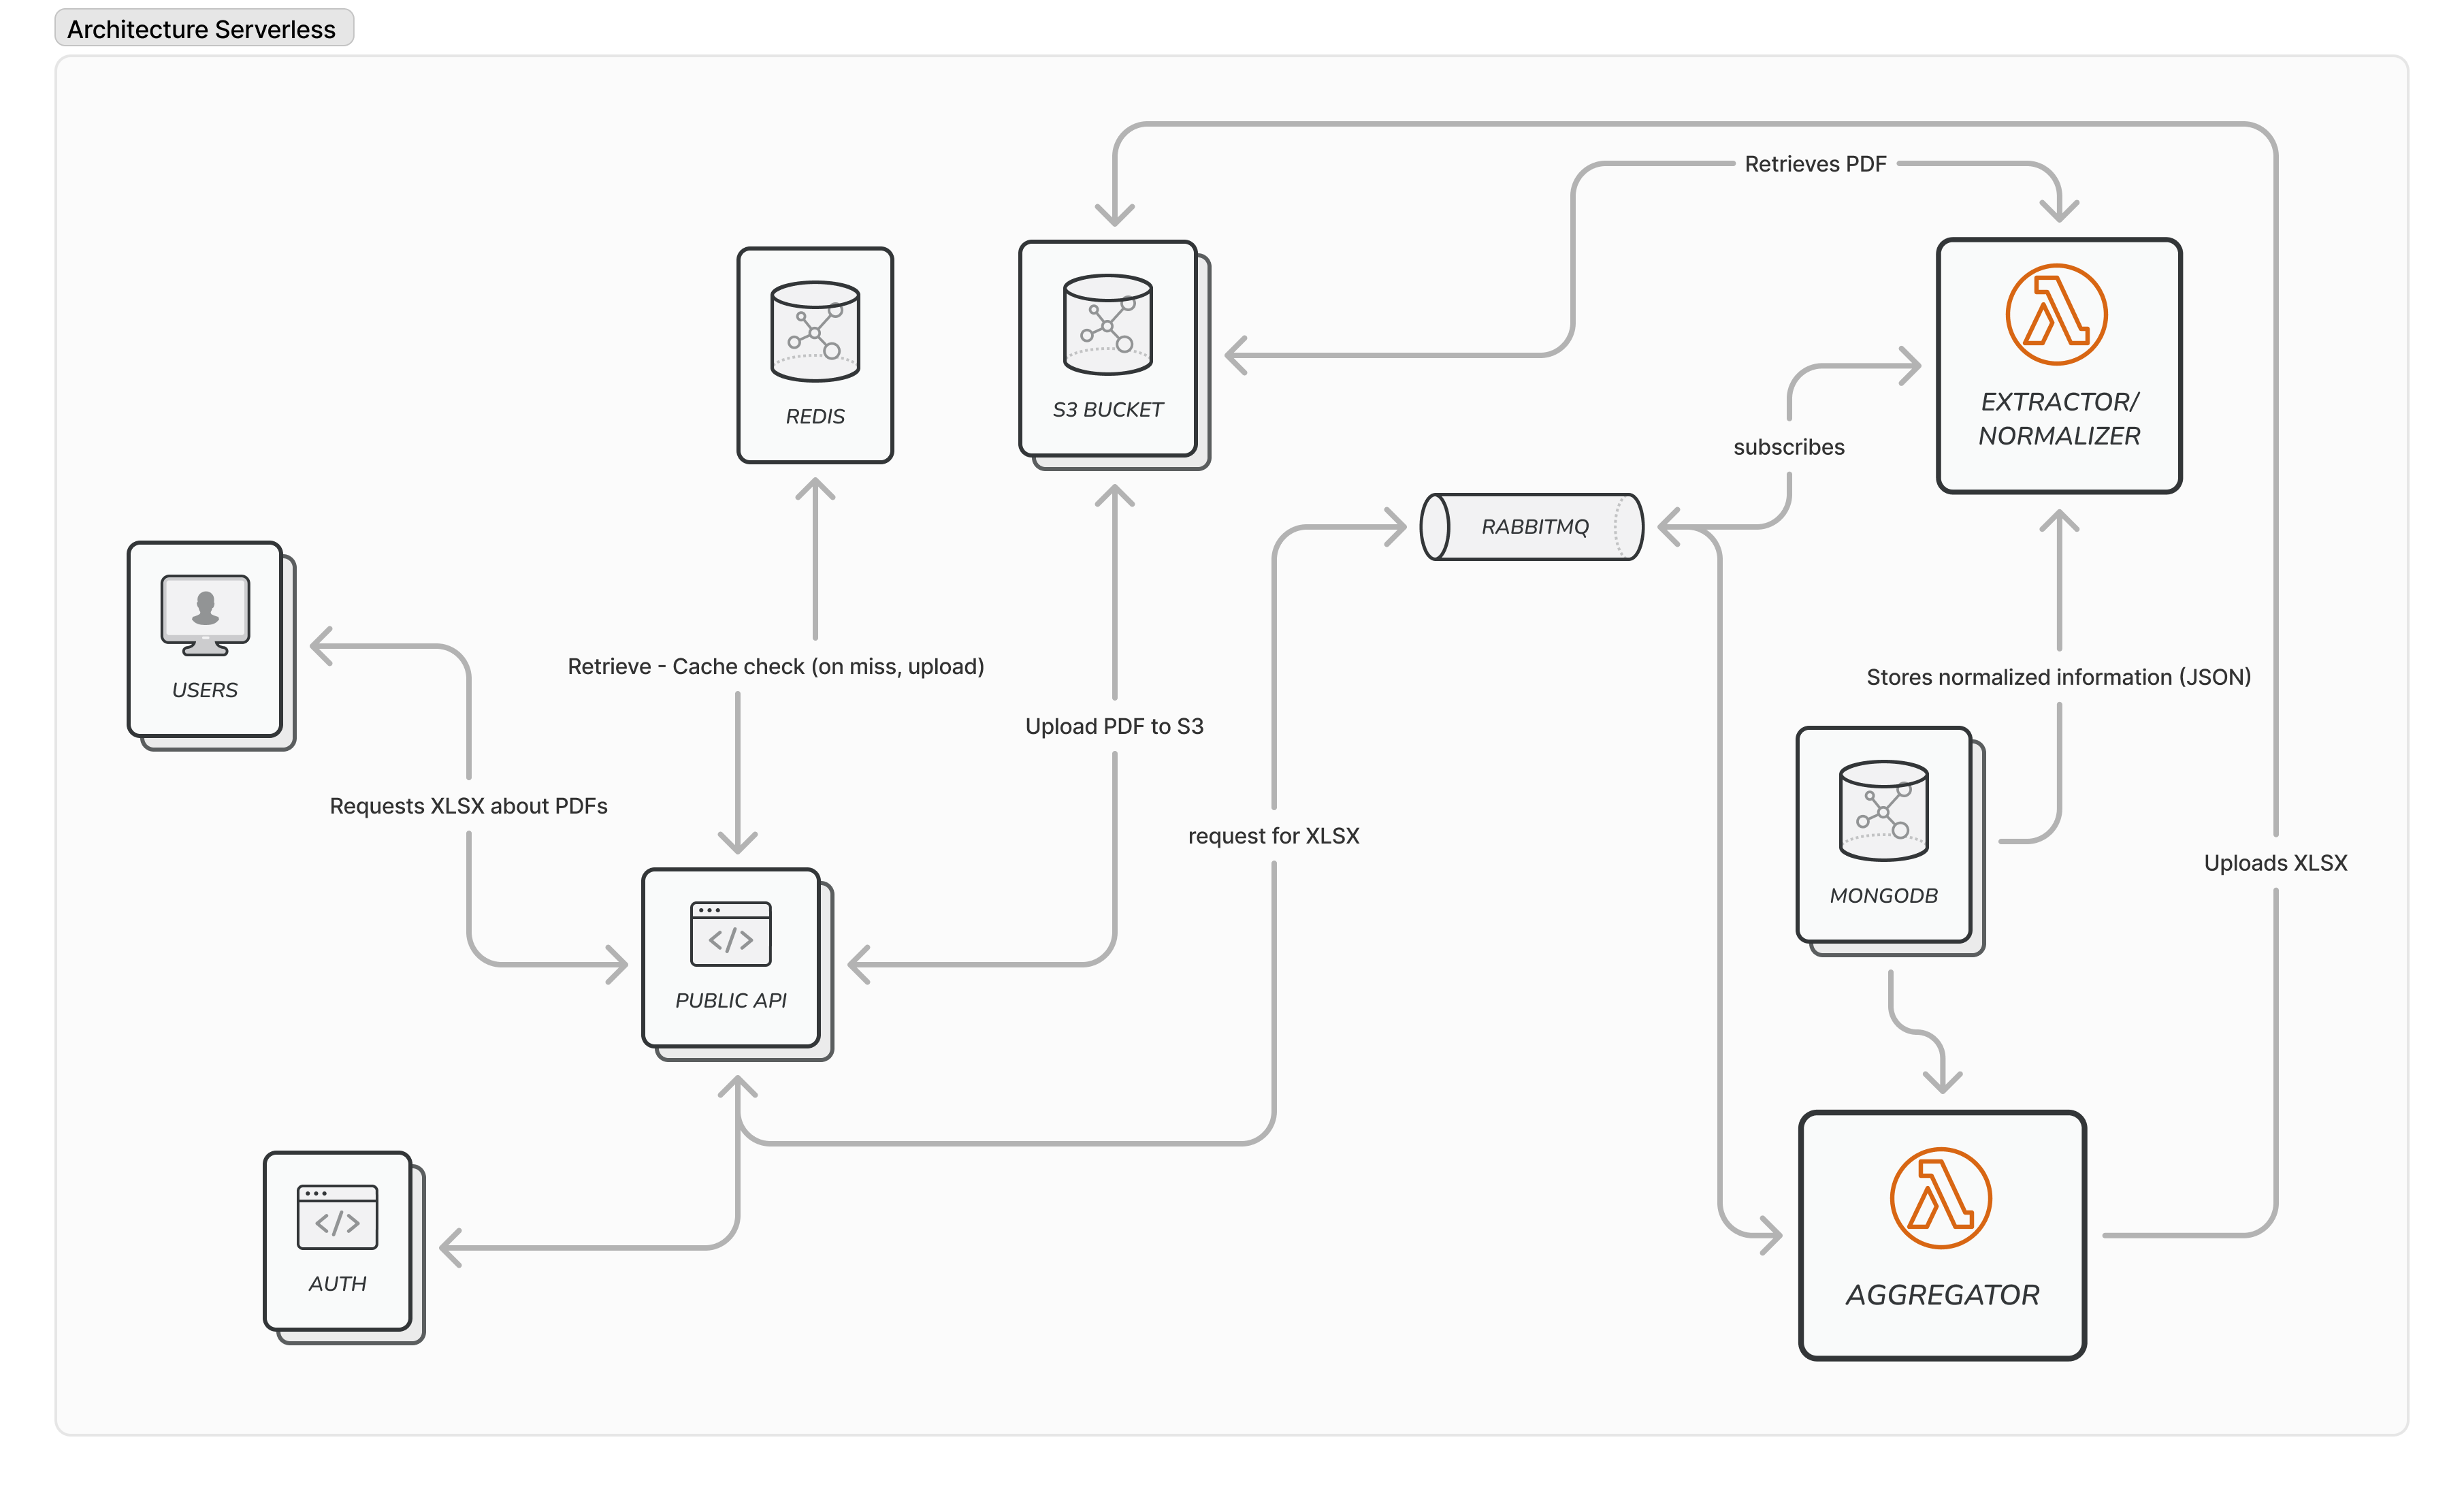 Architecture Serverless
Retrieves PDF
REDIS
S3 BUCKET
EXTRACTOR/
NORMALIZER
subscribes
RABBITMQ
USERS
Retrieve - Cache check (on miss, upload)
Stores normalized information (JSON)
Upload PDF to S3
Requests XLSX about PDFs
request for XLSX
Uploads XLSX
MONGODB
</>
PUBLIC API
</>
AUTH
AGGREGATOR